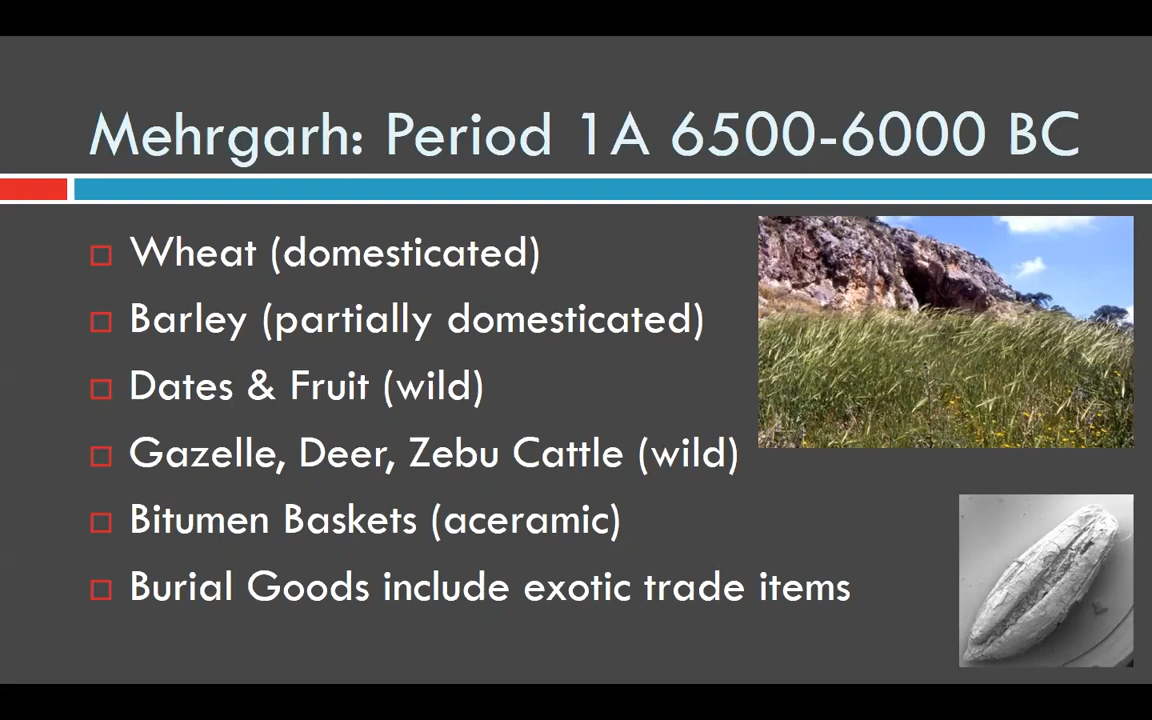 Mehrgarh: Period 1A 6500-6000 BC
Wheat (domesticated)
Barley (partially domesticated)
Dates & Fruit (wild)
Gazelle, Deer, Zebu Cattle (wild)
Bitumen Baskets (aceramic)
Burial Goods include exotic trade items